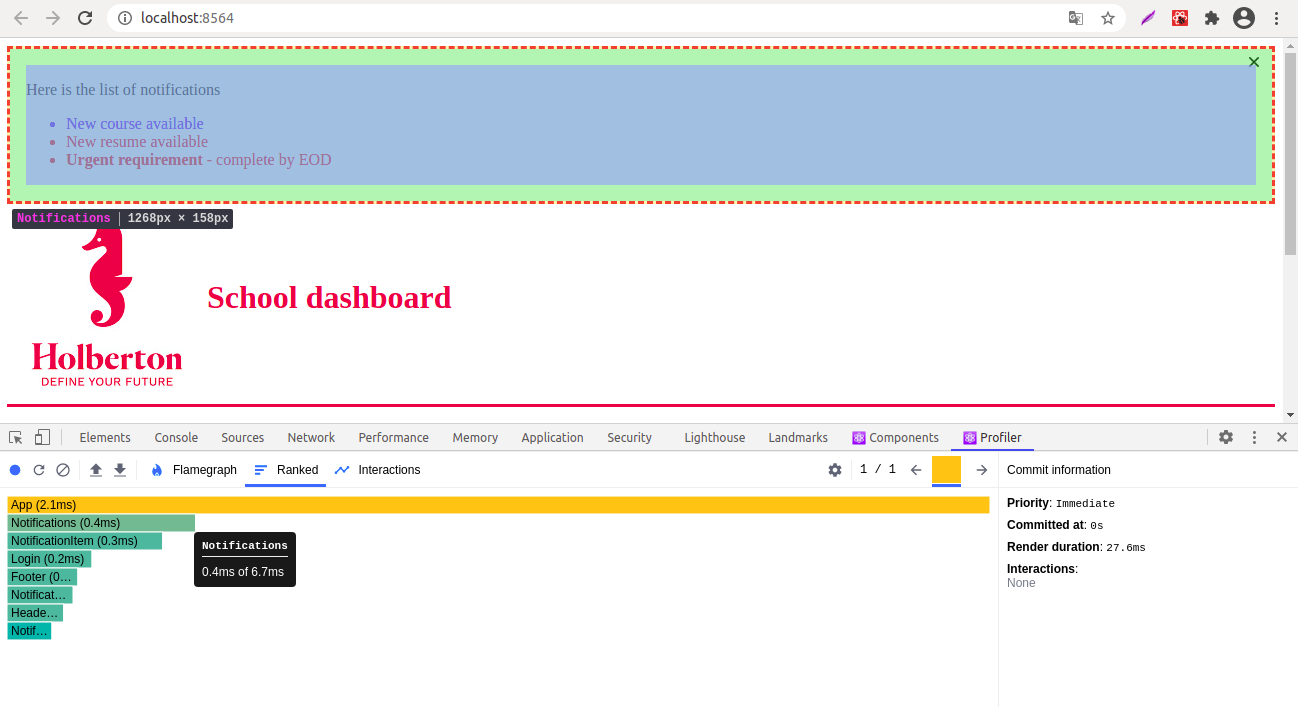 localhost:8564
Here is the list of notifications
New course available
New resume available
Urgent requirement - complete by EOD
Notifications | 1268px × 158px
School dashboard
Holberton
DEFINE YOUR FUTURE
Elements Console Sources Network Performance Memory Application Security Lighthouse Landmarks Components Profiler
Flamegraph Ranked Interactions 1 / 1 Commit information
App (2.1ms)
Notifications (0.4ms)
NotificationItem (0.3ms)
Login (0.2ms)
Footer (0...
Notificat...
Heade...
Notif...
Notifications
0.4ms of 6.7ms
Priority: Immediate
Committed at: 0s
Render duration: 27.6ms
Interactions:
None